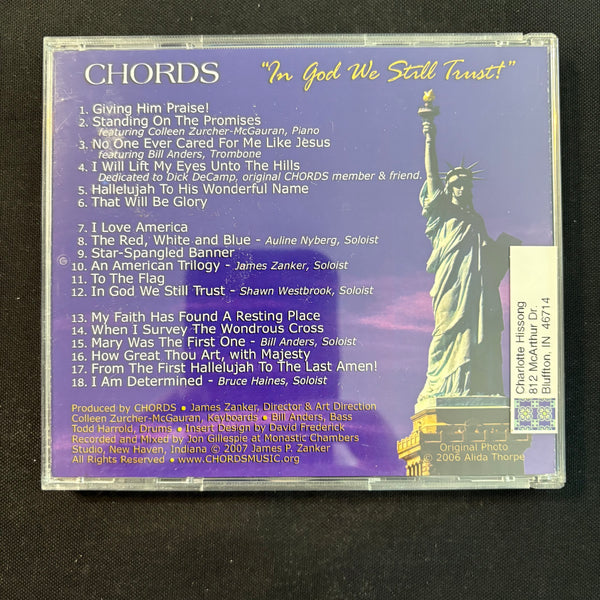 CHORDS "In God We Still Trust!"
1. Giving Him Praise!
2. Standing On The Promises
featuring Colleen Zurcher-McGauran, Piano
3. No One Ever Cared For Me Like Jesus
featuring Bill Anders, Trombone
4. I Will Lift My Eyes Unto The Hills
Dedicated to Dick DeCamp, original CHORDS member & friend.
5. Hallelujah To His Wonderful Name
6. That Will Be Glory
7. I Love America
8. The Red, White and Blue - Auline Nyberg, Soloist
9. Star-Spangled Banner
10. An American Trilogy - James Zanker, Soloist
11. To The Flag
12. In God We Still Trust - Shawn Westbrook, Soloist
13. My Faith Has Found A Resting Place
14. When I Survey The Wondrous Cross
15. Mary Was The First One - Bill Anders, Soloist
16. How Great Thou Art, with Majesty
17. From The First Hallelujah To The Last Amen!
18. I Am Determined - Bruce Haines, Soloist
Produced by CHORDS • James Zanker, Director & Art Direction
Colleen Zurcher-McGauran, Keyboards • Bill Anders, Bass
Todd Harrold, Drums • Insert Design by David Frederick
Recorded and Mixed by Jon Gillespie at Monastic Chambers
Studio, New Haven, Indiana © 2007 James P. Zanker
All Rights Reserved • www.CHORDSMUSIC.org
Original Photo
© 2006 Alida Thorpe
Charlotte Hissong
812 McArthur Dr.
Bluffton, IN 46714